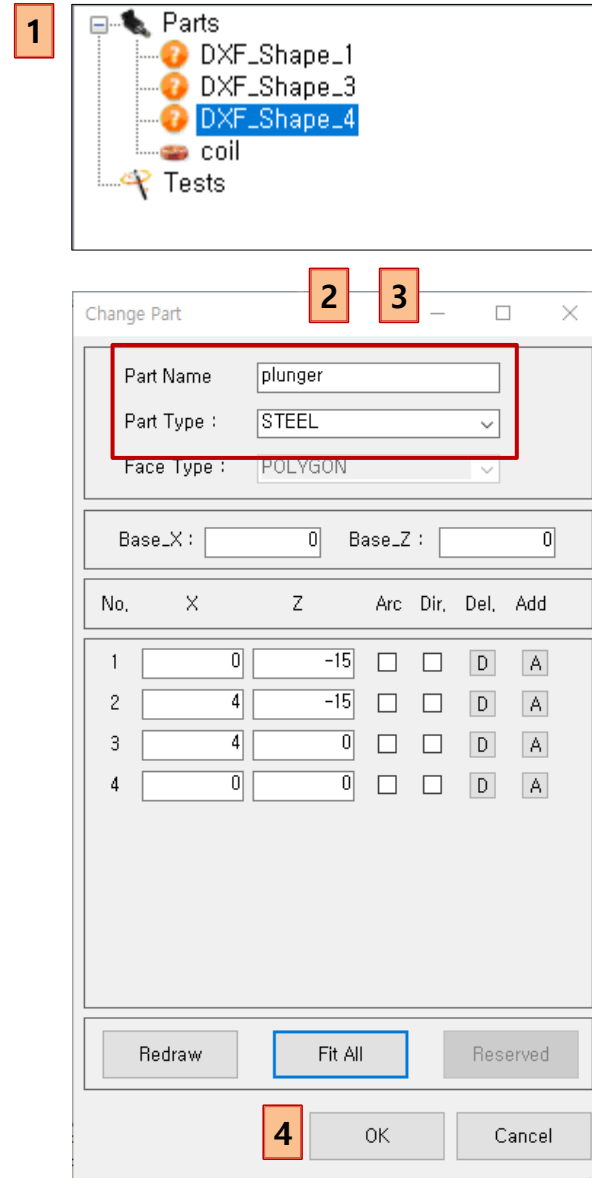 1
Parts
DXF_Shape_1
DXF_Shape_3
DXF_Shape_4
coil
Tests
2 3
Change Part
Part Name plunger
Part Type : STEEL
Face Type : POLYGON
Base_X : 0 Base_Z : 0
No, X Z Arc Dir, Del, Add
1 0 -15 D A
2 4 -15 D A
3 4 0 D A
4 0 0 D A
Redraw Fit All Reserved
4 OK Cancel